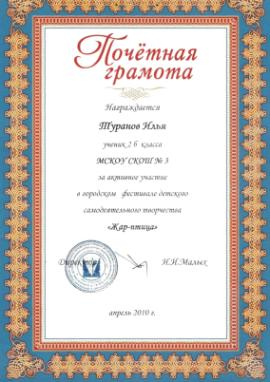 Почётная
грамота
Награждается
Туранов Илья
ученик 2 б класса
МСКОУ СКОШ № 3
за активное участие
в городском фестивале детского
самодеятельного творчества
«Жар-птица»
Директор Н.Н.Малых
апрель 2010 г.